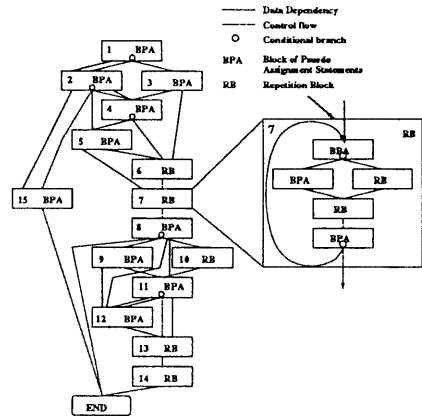 Data Dependency
Control flow
Conditional branch
BPA Block of Psuedo
Assignment Statements
RB Repetition Block
1 BPA
2 BPA
3 BPA
4 BPA
5 BPA
6 RB
7 RB
8 BPA
9 BPA
10 RB
11 BPA
12 BPA
13 RB
14 RB
15 BPA
END
7 RB
BPA
BPA RB
RB
BPA